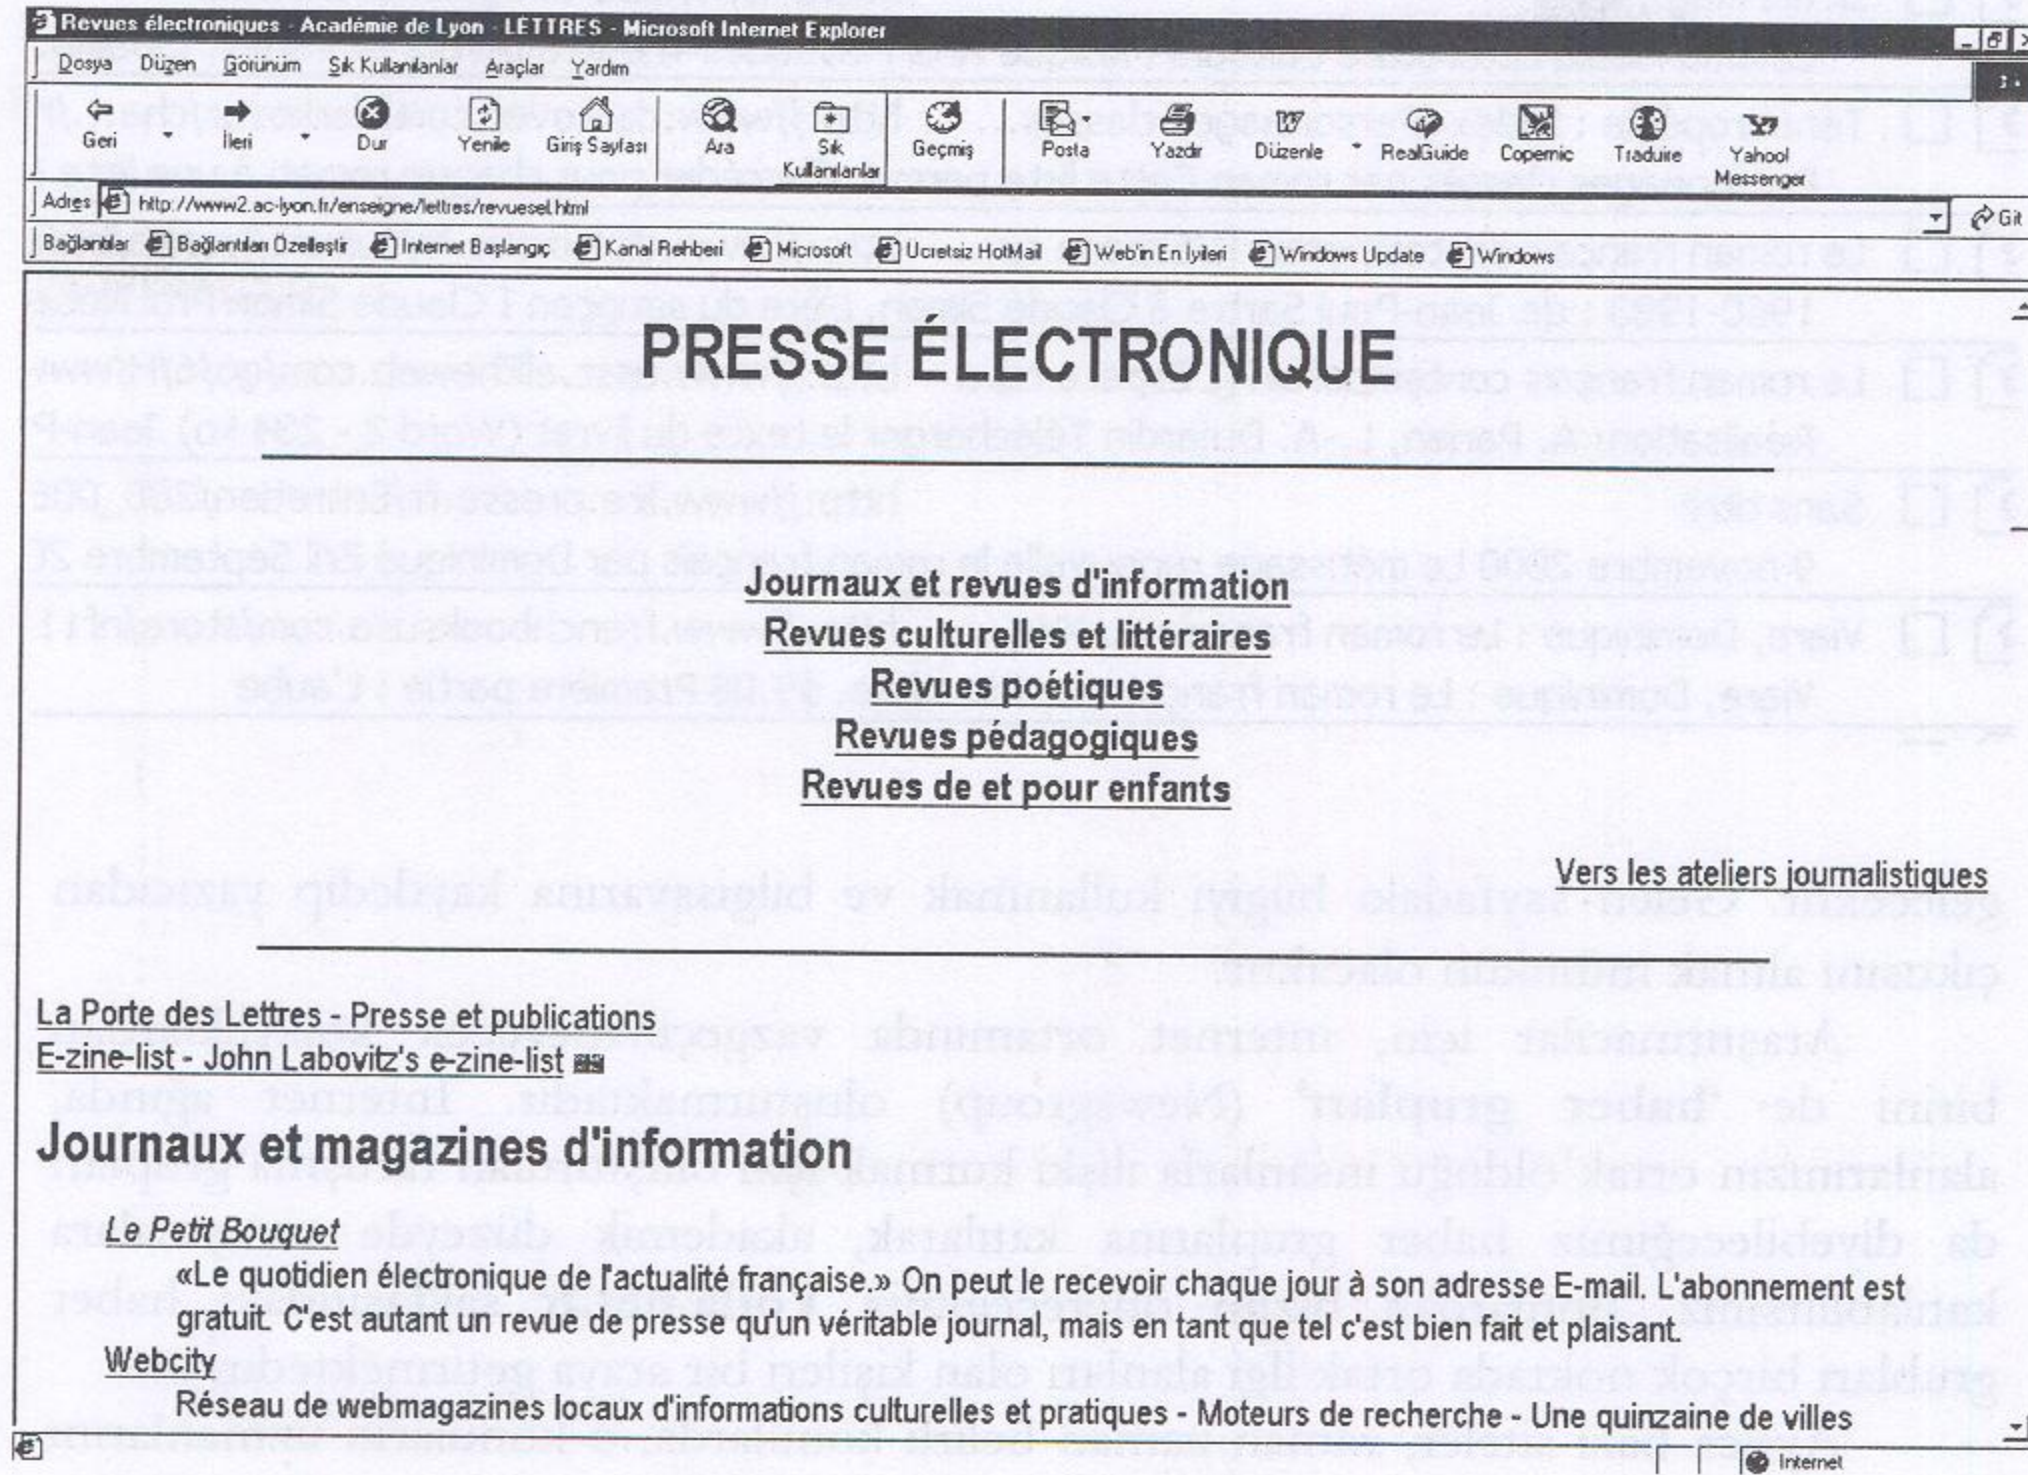 Revues électroniques - Académie de Lyon - LETTRES - Microsoft Internet Explorer
Dosya Düzen Görünüm Sık Kullanılanlar Araçlar Yardım
Geri İleri Dur Yenile Giriş Sayfası Ara Sık Kullanılanlar Geçmiş Posta Yazdır Düzenle RealGuide Copernic Traduire Yahoo! Messenger
Adres http://www2.ac-lyon.fr/enseigne/lettres/revuesel.html Git
Bağlantılar Bağlantıları Özelleştir Internet Başlangıç Kanal Rehberi Microsoft Ücretsiz HotMail Web'in En İyileri Windows Update Windows
PRESSE ÉLECTRONIQUE
Journaux et revues d'information
Revues culturelles et littéraires
Revues poétiques
Revues pédagogiques
Revues de et pour enfants
Vers les ateliers journalistiques
La Porte des Lettres - Presse et publications
E-zine-list - John Labovitz's e-zine-list
Journaux et magazines d'information
Le Petit Bouquet
«Le quotidien électronique de l'actualité française.» On peut le recevoir chaque jour à son adresse E-mail. L'abonnement est
gratuit. C'est autant un revue de presse qu'un véritable journal, mais en tant que tel c'est bien fait et plaisant.
Webcity
Réseau de webmagazines locaux d'informations culturelles et pratiques - Moteurs de recherche - Une quinzaine de villes
Internet